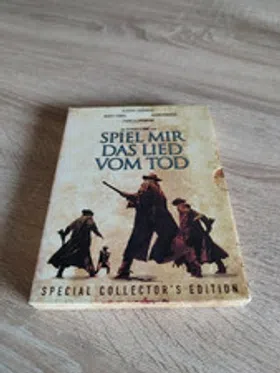 SPIEL MIR
DAS LIED
VOM TOD
SPECIAL COLLECTOR'S EDITION